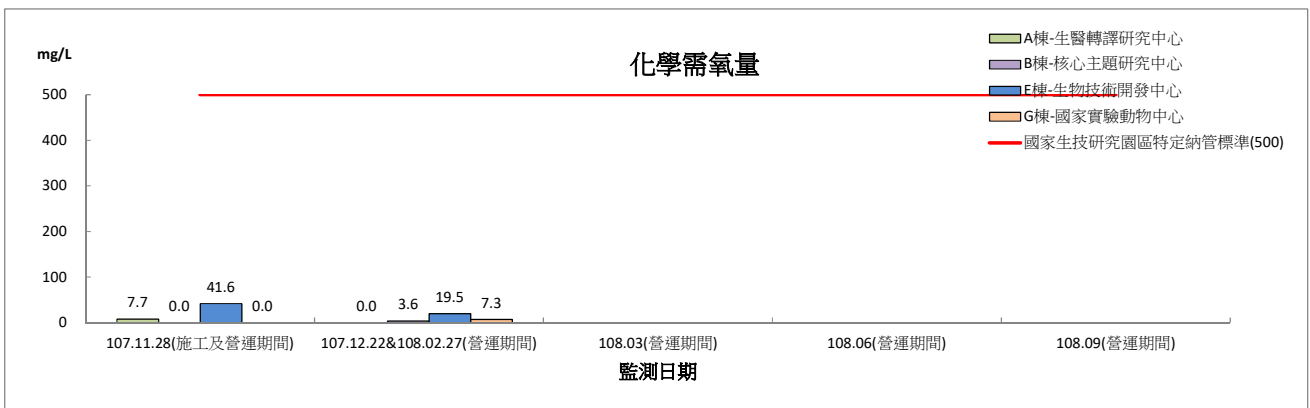 mg/L
化學需氧量
A棟-生醫轉譯研究中心
B棟-核心主題研究中心
E棟-生物技術開發中心
G棟-國家實驗動物中心
國家生技研究園區特定納管標準(500)
500
400
300
200
100
0
7.7 0.0 41.6 0.0
0.0 3.6 19.5 7.3
107.11.28(施工及營運期間) 107.12.22&108.02.27(營運期間) 108.03(營運期間) 108.06(營運期間) 108.09(營運期間)
監測日期